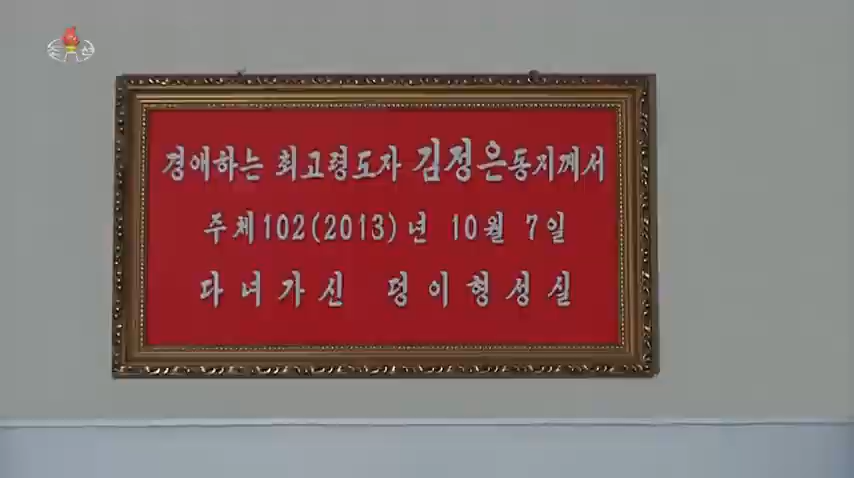 경애하는 최고령도자 김정은동지께서
주체102(2013)년 10월 7일
다녀가신 덩이형성실